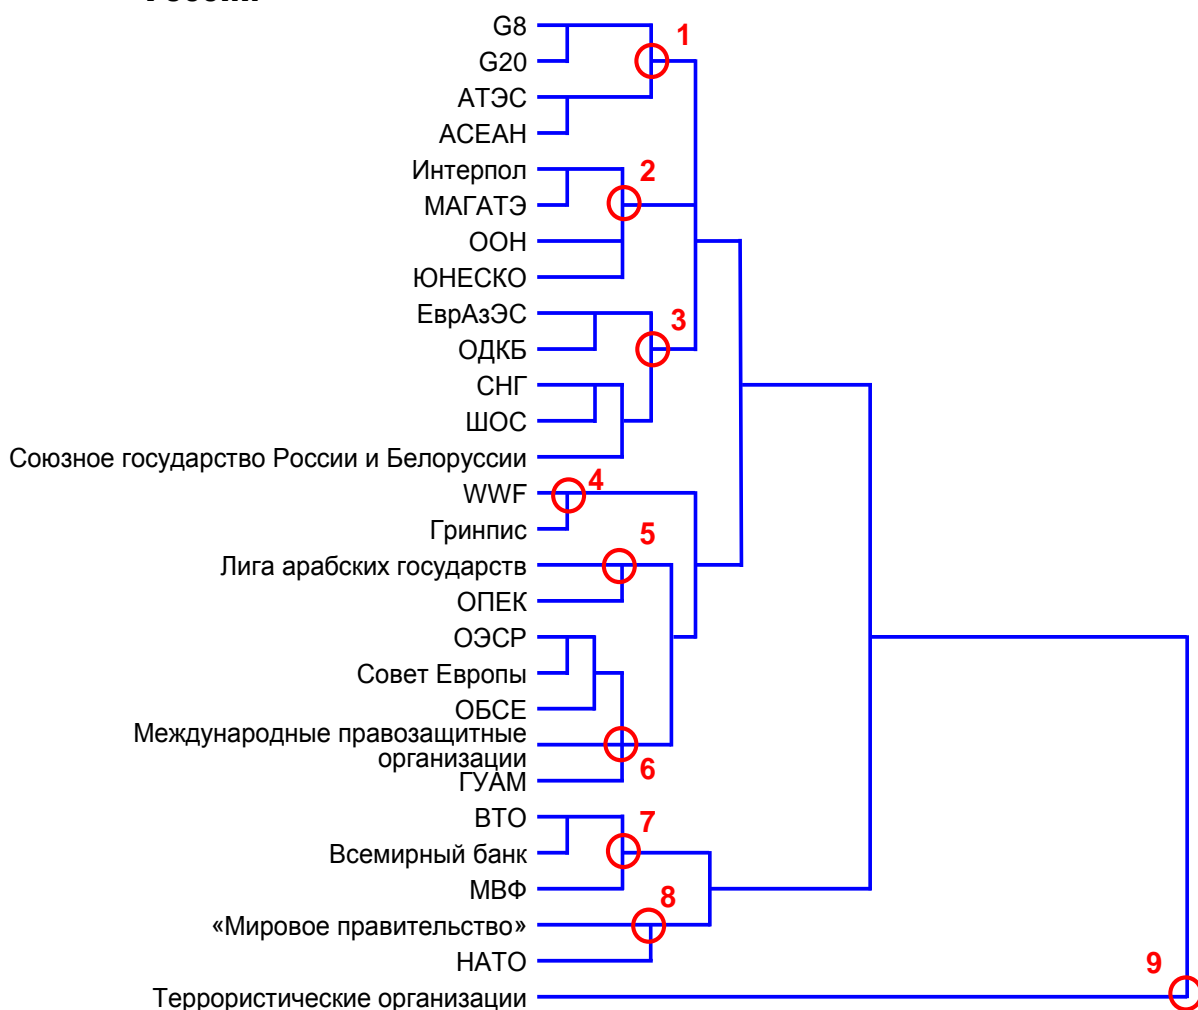 G8
1
G20
АТЭС
АСЕАН
Интерпол
2
МАГАТЭ
ООН
ЮНЕСКО
ЕврАзЭС
3
ОДКБ
СНГ
ШОС
Союзное государство России и Белоруссии
WWF
4
Гринпис
5
Лига арабских государств
ОПЕК
ОЭСР
Совет Европы
ОБСЕ
Международные правозащитные
организации
6
ГУАМ
ВТО
7
Всемирный банк
МВФ
8
«Мировое правительство»
НАТО
9
Террористические организации